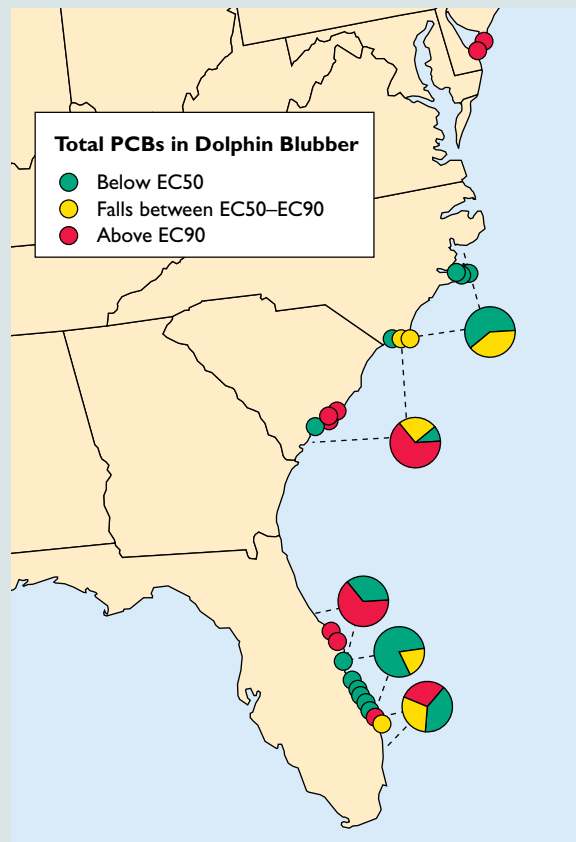 Total PCBs in Dolphin Blubber
Below EC50
Falls between EC50–EC90
Above EC90